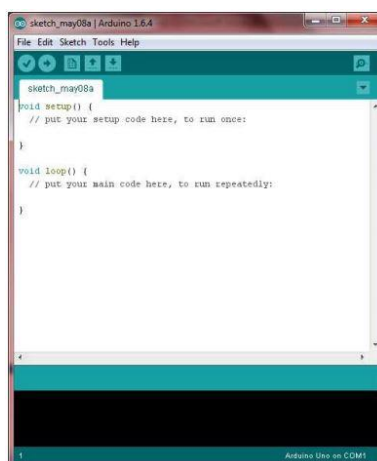 sketch_may08a | Arduino 1.6.4
File Edit Sketch Tools Help
sketch_may08a
void setup() {
// put your setup code here, to run once:
}
void loop() {
// put your main code here, to run repeatedly:
}
1 Arduino Uno on COM1